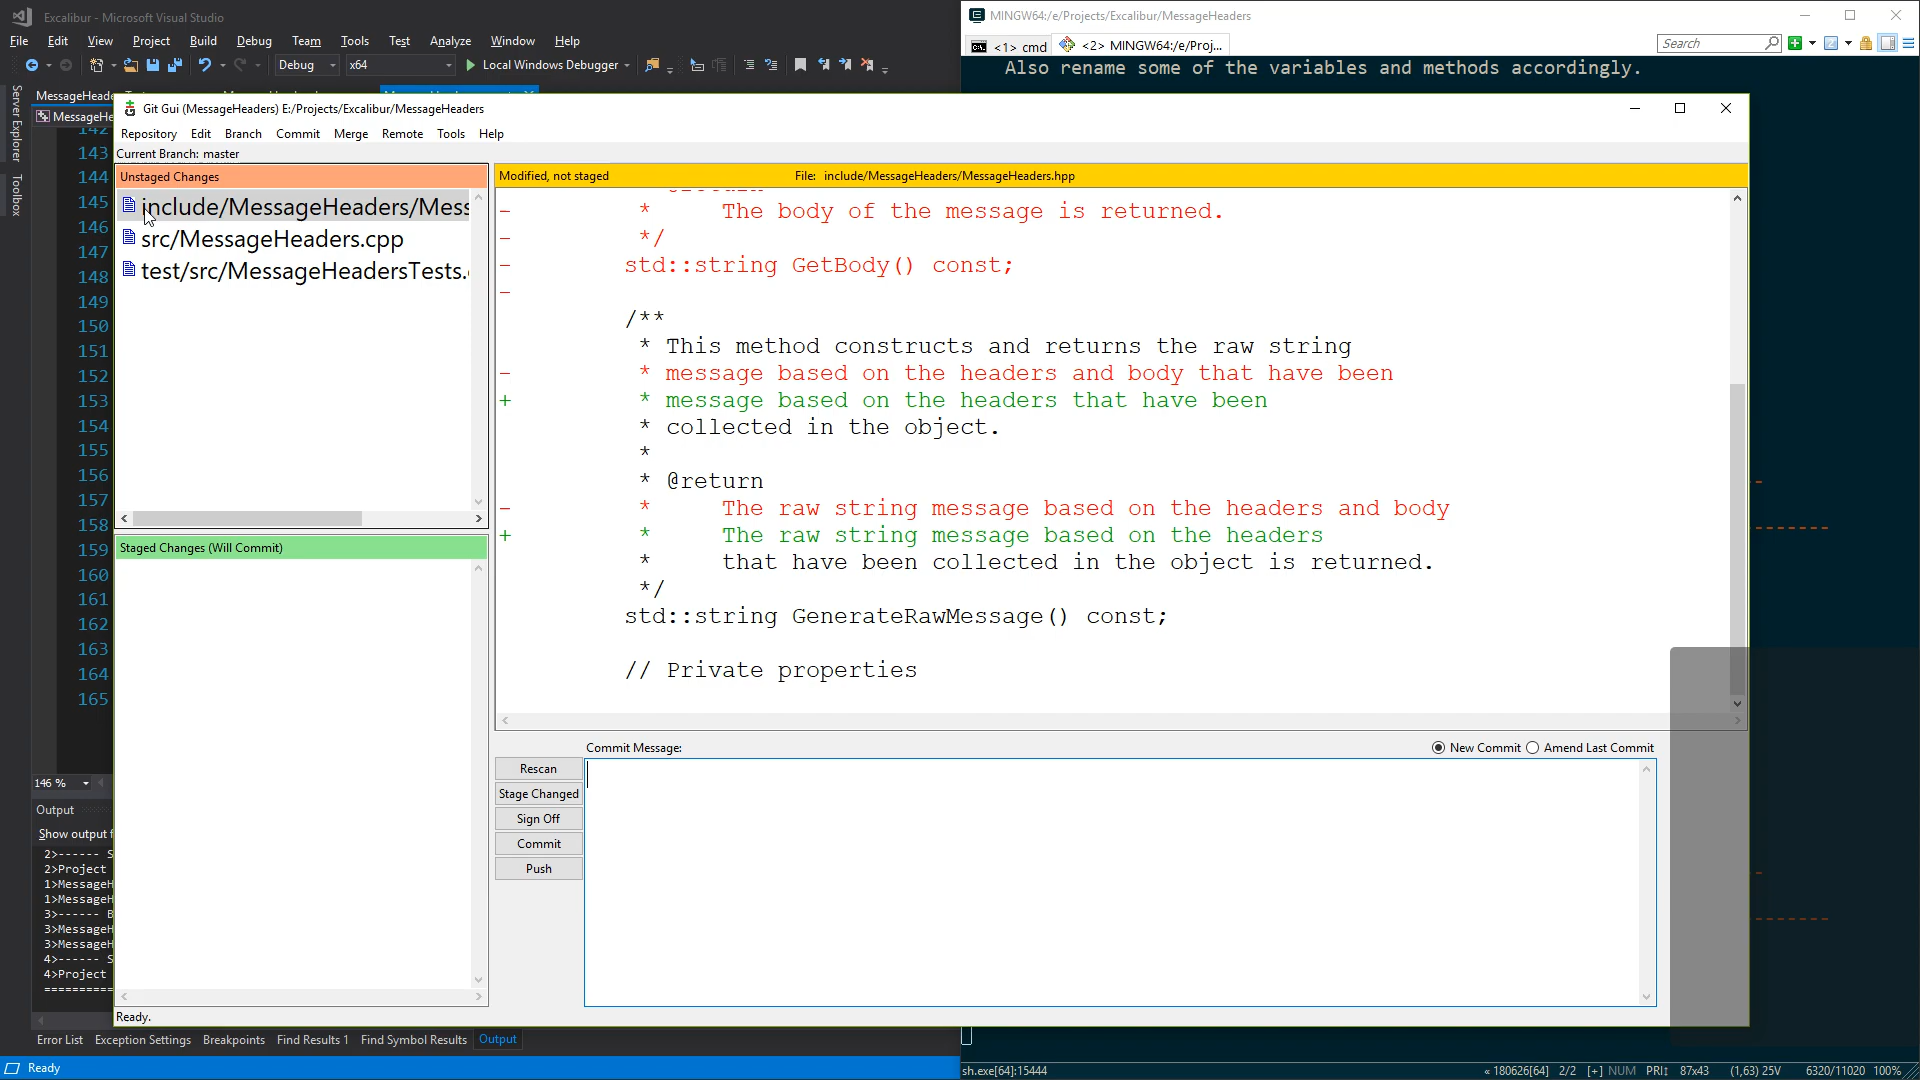 Excalibur - Microsoft Visual Studio
File Edit View Project Build Debug Team Tools Test Analyze Window Help
Debug x64 Local Windows Debugger
MINGW64:/e/Projects/Excalibur/MessageHeaders
<1> cmd <2> MINGW64:/e/Proj... Search
Also rename some of the variables and methods accordingly.
Server Explorer
Toolbox
Git Gui (MessageHeaders) E:/Projects/Excalibur/MessageHeaders
Repository Edit Branch Commit Merge Remote Tools Help
Current Branch: master
Unstaged Changes
include/MessageHeaders/Mess
src/MessageHeaders.cpp
test/src/MessageHeadersTests.
Staged Changes (Will Commit)
Ready.
Modified, not staged File: include/MessageHeaders/MessageHeaders.hpp
- * The body of the message is returned.
- */
- std::string GetBody() const;
-
/**
* This method constructs and returns the raw string
- * message based on the headers and body that have been
+ * message based on the headers that have been
* collected in the object.
*
* @return
- * The raw string message based on the headers and body
+ * The raw string message based on the headers
* that have been collected in the object is returned.
*/
std::string GenerateRawMessage() const;
// Private properties
Commit Message: New Commit Amend Last Commit
Rescan
Stage Changed
Sign Off
Commit
Push
143
144
145
146
147
148
149
150
151
152
153
154
155
156
157
158
159
160
161
162
163
164
165
146 %
Output
Show output f
2>------ S
2>Project
1>MessageH
1>MessageH
3>------ B
3>MessageH
3>MessageH
4>------ S
4>Project
==========
Error List Exception Settings Breakpoints Find Results 1 Find Symbol Results Output
Ready
sh.exe[64]:15444 « 180626[64] 2/2 [+] NUM PRI↕ 87x43 (1,63) 25V 6320/11020 100%